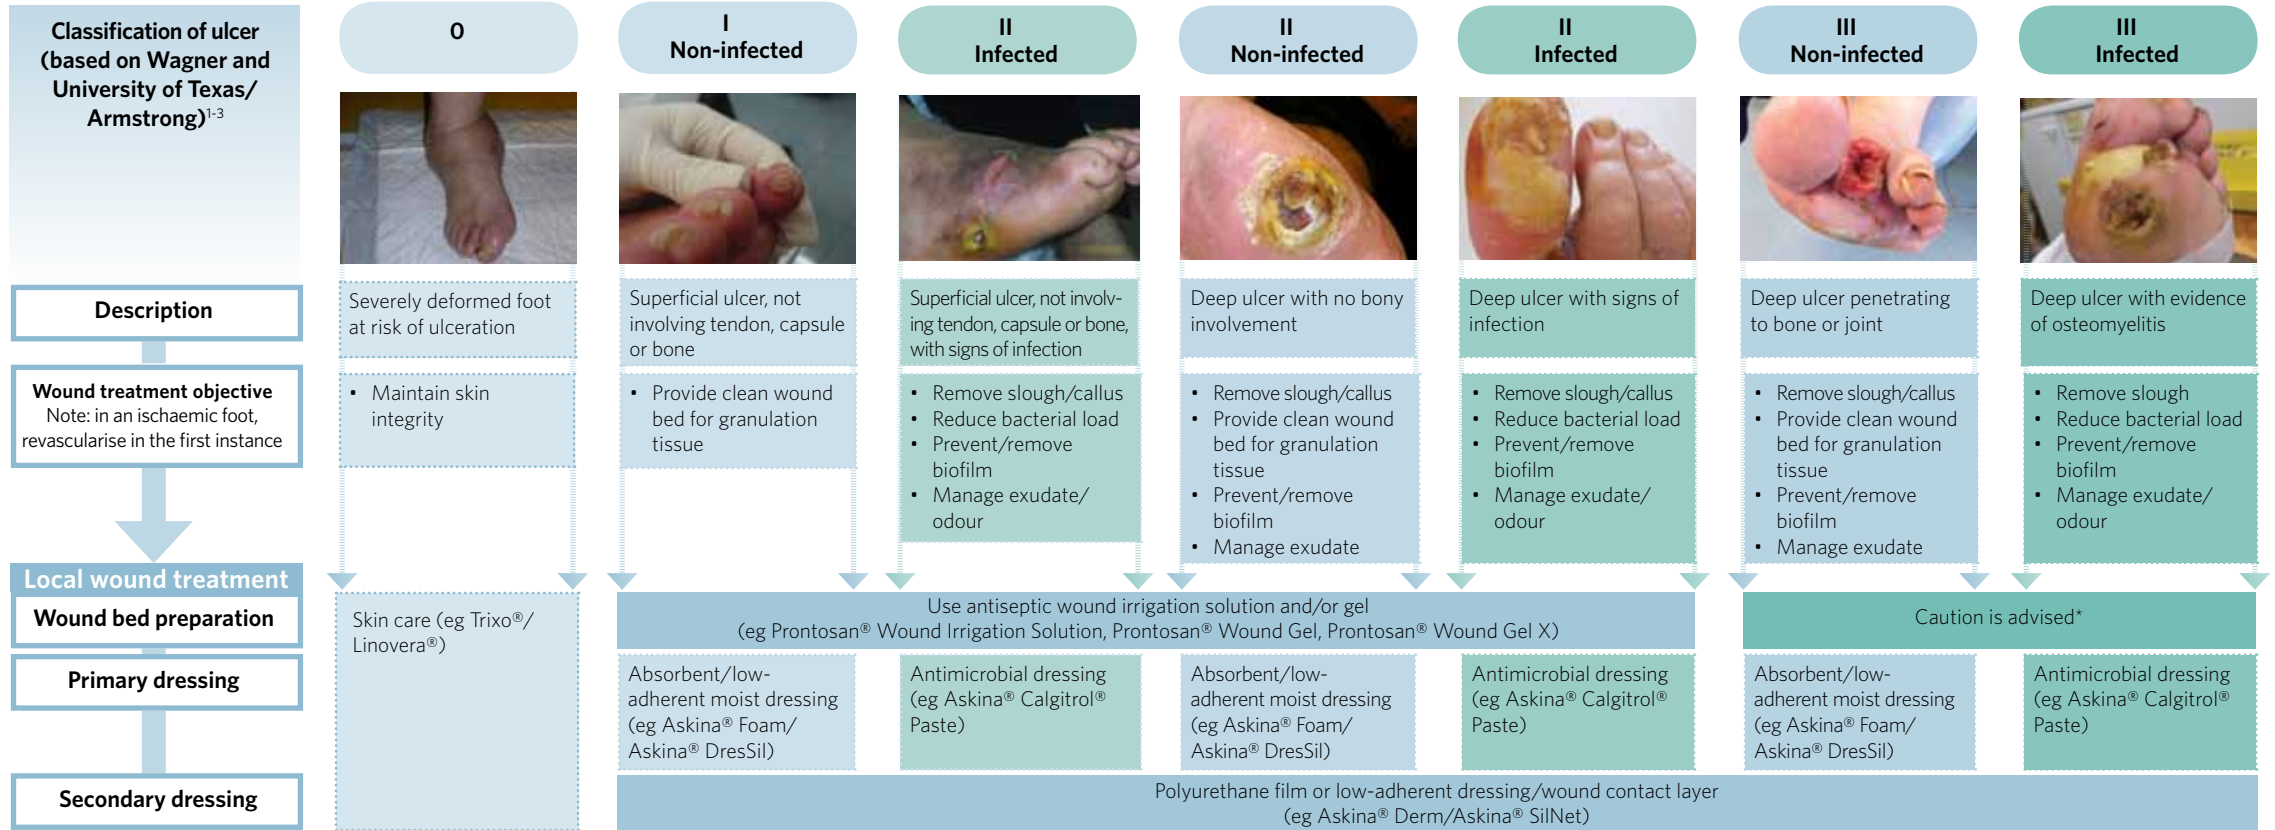 Classification of ulcer
(based on Wagner and
University of Texas/
Armstrong)1-3
0
I
Non-infected
II
Infected
II
Non-infected
II
Infected
III
Non-infected
III
Infected
Description
Severely deformed foot
at risk of ulceration
Superficial ulcer, not
involving tendon, capsule
or bone
Superficial ulcer, not involv-
ing tendon, capsule or bone,
with signs of infection
Deep ulcer with no bony
involvement
Deep ulcer with signs of
infection
Deep ulcer penetrating
to bone or joint
Deep ulcer with evidence
of osteomyelitis
Wound treatment objective
Note: in an ischaemic foot,
revascularise in the first instance
• Maintain skin
integrity
• Provide clean wound
bed for granulation
tissue
• Remove slough/callus
• Reduce bacterial load
• Prevent/remove
biofilm
• Manage exudate/
odour
• Remove slough/callus
• Provide clean wound
bed for granulation
tissue
• Prevent/remove
biofilm
• Manage exudate
• Remove slough/callus
• Reduce bacterial load
• Prevent/remove
biofilm
• Manage exudate/
odour
• Remove slough/callus
• Provide clean wound
bed for granulation
tissue
• Prevent/remove
biofilm
• Manage exudate
• Remove slough
• Reduce bacterial load
• Prevent/remove
biofilm
• Manage exudate/
odour
Local wound treatment
Wound bed preparation
Skin care (eg Trixo®/
Linovera®)
Use antiseptic wound irrigation solution and/or gel
(eg Prontosan® Wound Irrigation Solution, Prontosan® Wound Gel, Prontosan® Wound Gel X)
Caution is advised*
Primary dressing
Absorbent/low-
adherent moist dressing
(eg Askina® Foam/
Askina® DresSil)
Antimicrobial dressing
(eg Askina® Calgitrol®
Paste)
Absorbent/low-
adherent moist dressing
(eg Askina® Foam/
Askina® DresSil)
Antimicrobial dressing
(eg Askina® Calgitrol®
Paste)
Absorbent/low-
adherent moist dressing
(eg Askina® Foam/
Askina® DresSil)
Antimicrobial dressing
(eg Askina® Calgitrol®
Paste)
Secondary dressing
Polyurethane film or low-adherent dressing/wound contact layer
(eg Askina® Derm/Askina® SilNet)